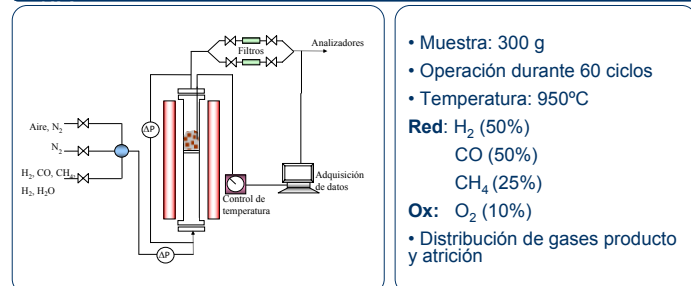 Analizadores
Filtros
ΔP
Aire, N₂
N₂
H₂, CO, CH₄,
H₂, H₂O
Control de
temperatura
Adquisición
de datos
ΔP
• Muestra: 300 g
• Operación durante 60 ciclos
• Temperatura: 950ºC
Red: H₂ (50%)
CO (50%)
CH₄ (25%)
Ox: O₂ (10%)
• Distribución de gases producto
y atrición